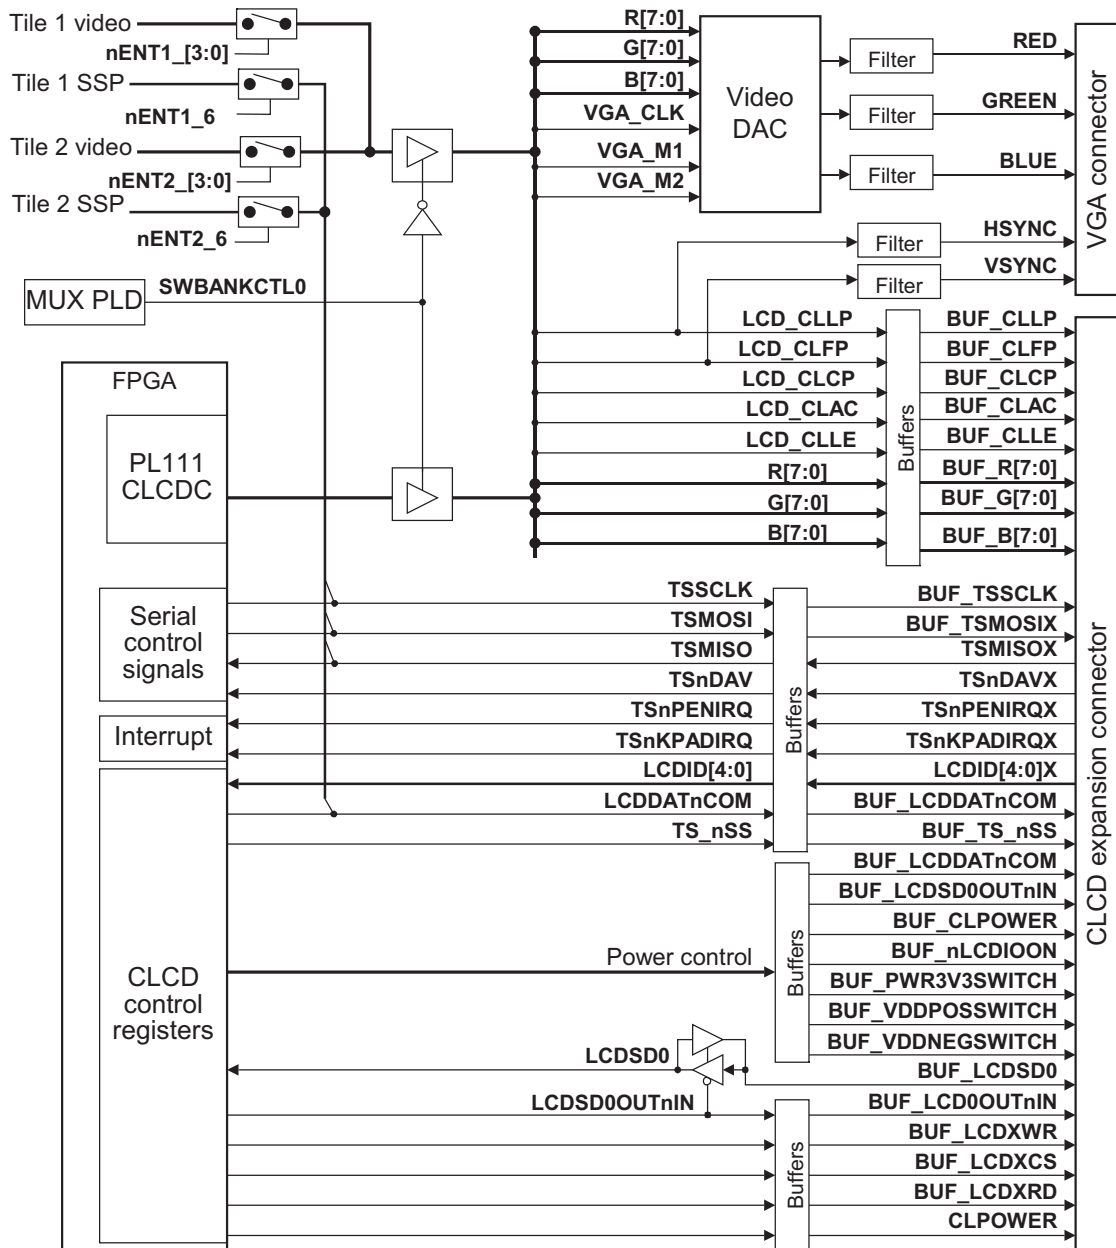 Tile 1 video
nENT1_[3:0]
Tile 1 SSP
nENT1_6
Tile 2 video
nENT2_[3:0]
Tile 2 SSP
nENT2_6
MUX PLD
SWBANKCTL0
R[7:0]
G[7:0]
B[7:0]
VGA_CLK
VGA_M1
VGA_M2
Video
DAC
Filter
Filter
Filter
Filter
Filter
RED
GREEN
BLUE
HSYNC
VSYNC
VGA connector
FPGA
PL111
CLCDC
LCD_CLLP
LCD_CLFP
LCD_CLCP
LCD_CLAC
LCD_CLLE
R[7:0]
G[7:0]
B[7:0]
Buffers
BUF_CLLP
BUF_CLFP
BUF_CLCP
BUF_CLAC
BUF_CLLE
BUF_R[7:0]
BUF_G[7:0]
BUF_B[7:0]
Serial
control
signals
Interrupt
TSSCLK
TSMOSI
TSMISO
TSnDAV
TSnPENIRQ
TSnKPADIRQ
LCDID[4:0]
LCDDATnCOM
TS_nSS
Buffers
BUF_TSSCLK
BUF_TSMOSIX
TSMISOX
TSnDAVX
TSnPENIRQX
TSnKPADIRQX
LCDID[4:0]X
BUF_LCDDATnCOM
BUF_TS_nSS
CLCD expansion connector
CLCD
control
registers
Power control
Buffers
BUF_LCDDATnCOM
BUF_LCDSD0OUTnIN
BUF_CLPOWER
BUF_nLCDIOON
BUF_PWR3V3SWITCH
BUF_VDDPOSSWITCH
BUF_VDDNEGSWITCH
LCDSD0
BUF_LCDSD0
LCDSD0OUTnIN
Buffers
BUF_LCD0OUTnIN
BUF_LCDXWR
BUF_LCDXCS
BUF_LCDXRD
CLPOWER